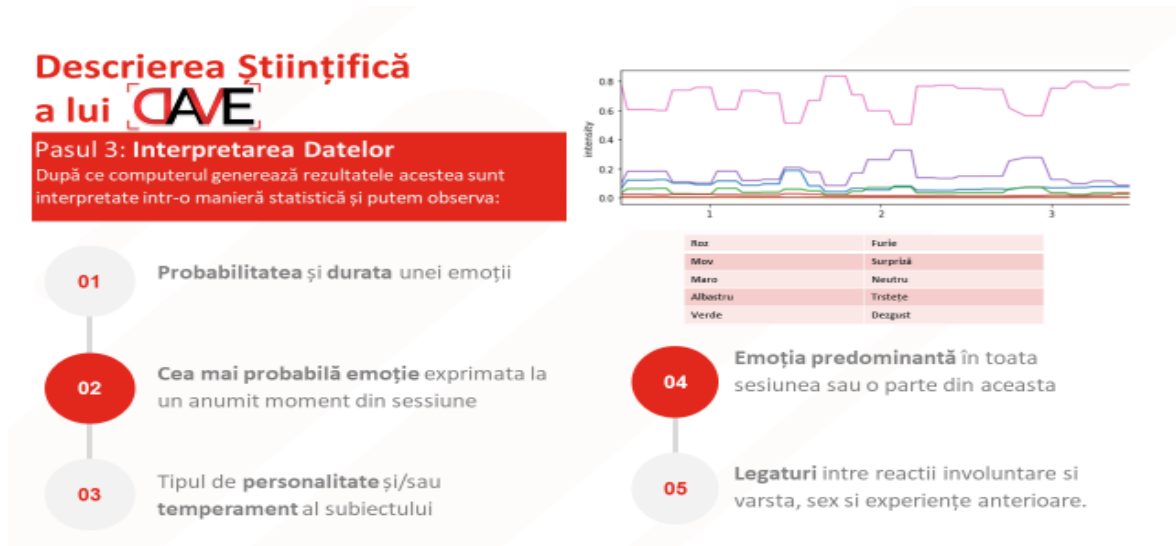 Descrierea Științifică
a lui DAVE
Pasul 3: Interpretarea Datelor
După ce computerul generează rezultatele acestea sunt
interpretate intr-o manieră statistică și putem observa:
01
Probabilitatea și durata unei emoții
02
Cea mai probabilă emoție exprimata la
un anumit moment din sessiune
03
Tipul de personalitate și/sau
temperament al subiectului
intensity
0.8
0.6
0.4
0.2
0.0
1 2 3
Roz Furie
Mov Surpriză
Maro Neutru
Albastru Trstețe
Verde Dezgust
04
Emoția predominantă în toata
sesiunea sau o parte din aceasta
05
Legaturi intre reactii involuntare si
varsta, sex si experiențe anterioare.